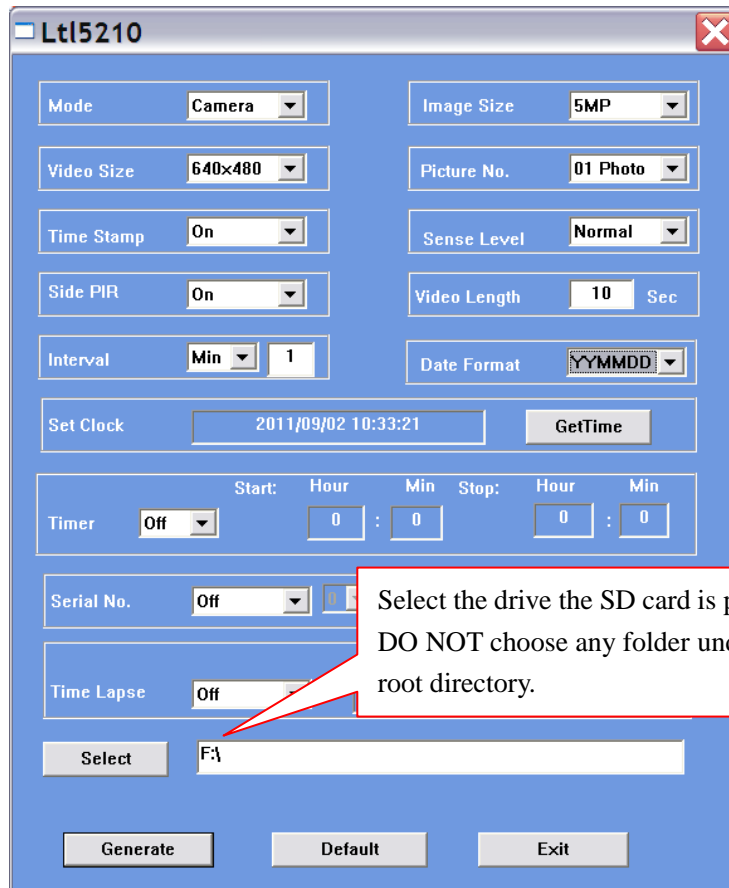 Ltl5210
Mode Camera Image Size 5MP
Video Size 640×480 Picture No. 01 Photo
Time Stamp On Sense Level Normal
Side PIR On Video Length 10 Sec
Interval Min 1 Date Format YYMMDD
Set Clock 2011/09/02 10:33:21 GetTime
Start: Hour Min Stop: Hour Min
Timer Off 0 : 0 0 : 0
Serial No. Off 0
Select the drive the SD card is
DO NOT choose any folder
root directory.
Time Lapse Off
Select F:\
Generate Default Exit